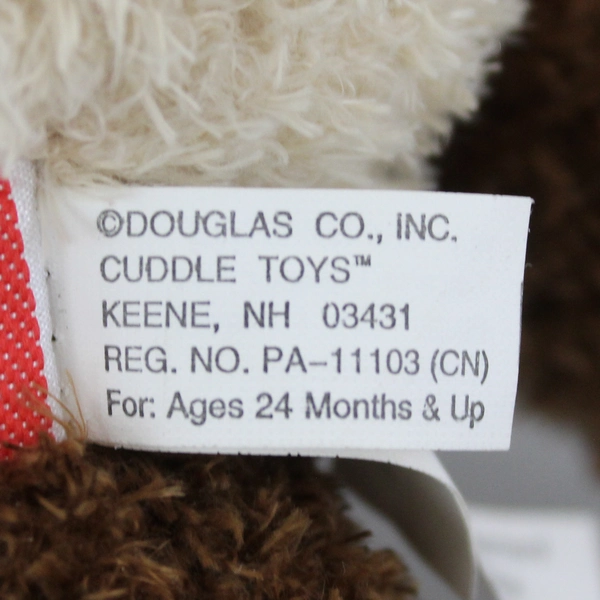 ©DOUGLAS CO., INC.
CUDDLE TOYS™
KEENE, NH 03431
REG. NO. PA-11103 (CN)
For: Ages 24 Months & Up